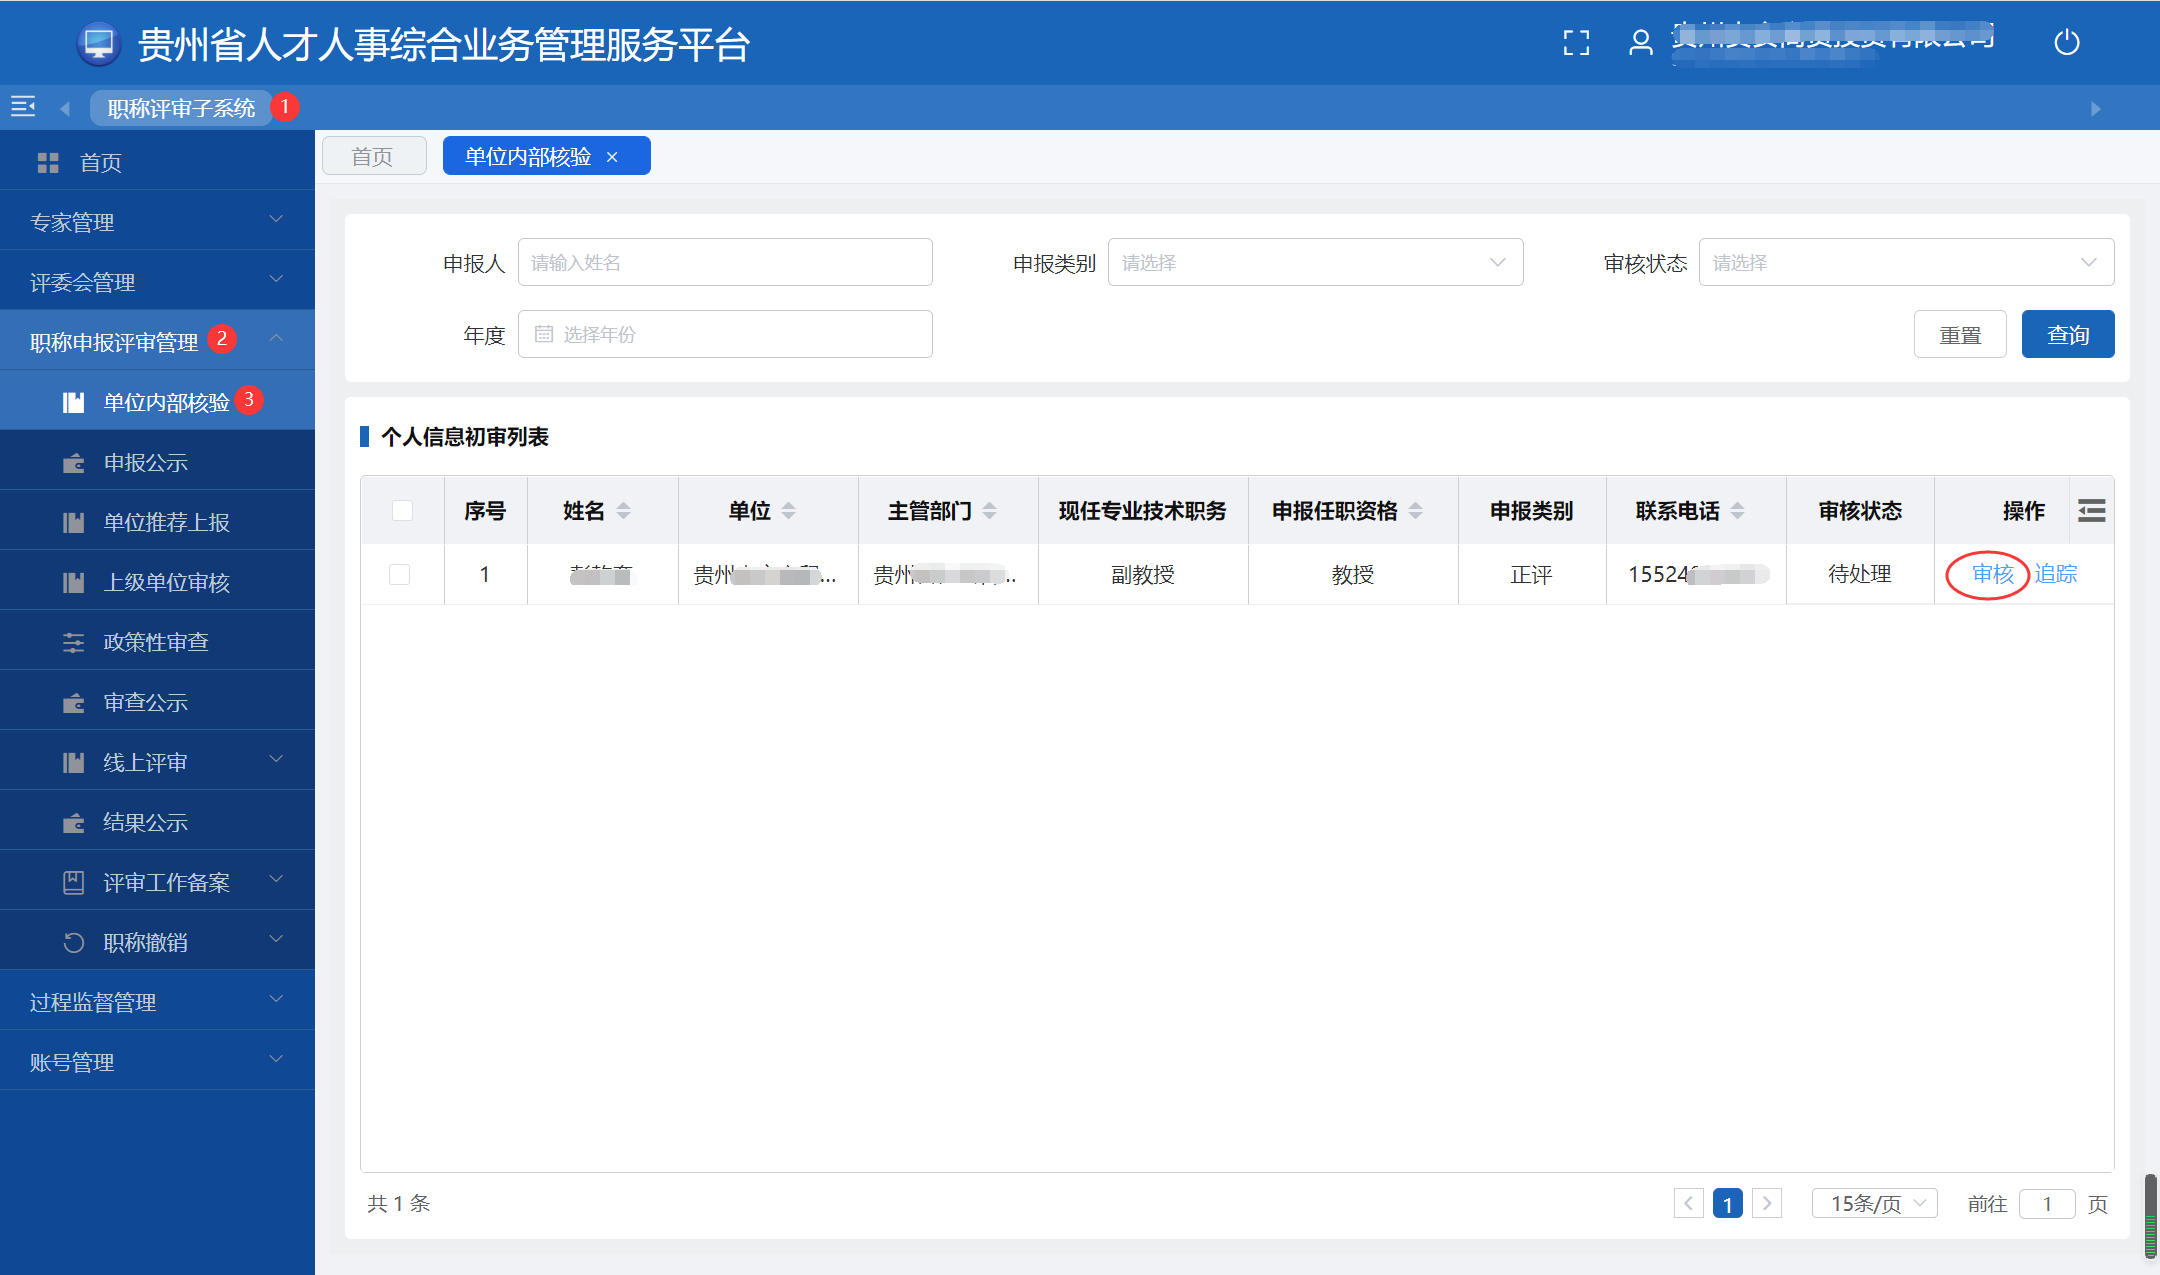 贵州省人才人事综合业务管理服务平台
职称评审子系统 1
首页
专家管理
评委会管理
职称申报评审管理 2
单位内部核验 3
申报公示
单位推荐上报
上级单位审核
政策性审查
审查公示
线上评审
结果公示
评审工作备案
职称撤销
过程监督管理
账号管理
首页 单位内部核验 ×
申报人 请输入姓名 申报类别 请选择 审核状态 请选择
年度 选择年份 重置 查询
个人信息初审列表
序号 姓名 单位 主管部门 现任专业技术职务 申报任职资格 申报类别 联系电话 审核状态 操作
1 贵州 ... 贵州 ... 副教授 教授 正评 15524 待处理 审核 追踪
共 1 条 1 15条/页 前往 1 页